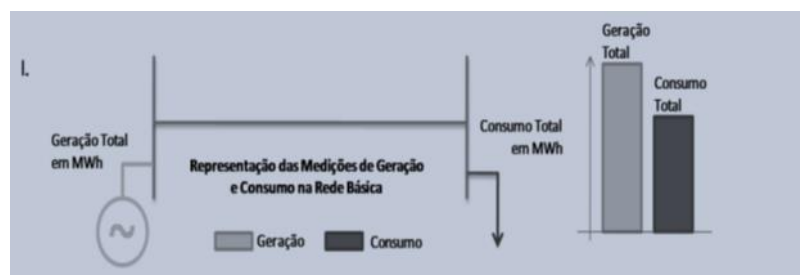 I.
Geração Total
em MWh
Representação das Medições de Geração
e Consumo na Rede Básica
Geração
Consumo
Consumo Total
em MWh
Geração
Total
Consumo
Total